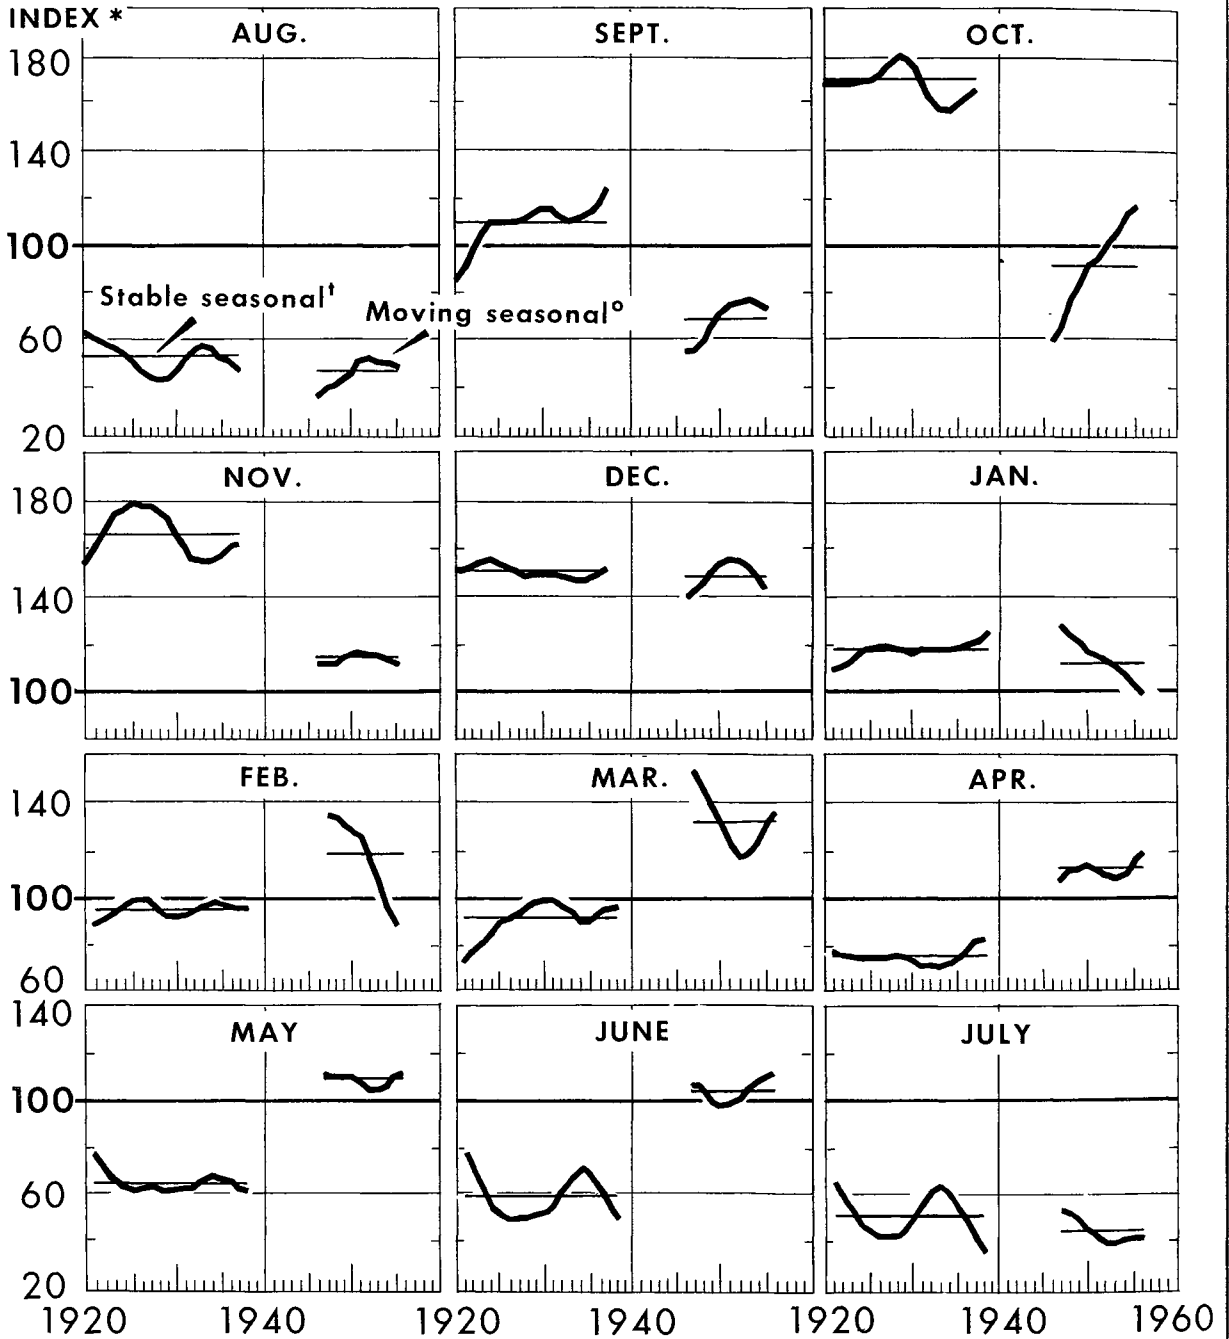 INDEX *
AUG. SEPT. OCT.
180
140
100
Stable seasonal† Moving seasonal°
60
20
NOV. DEC. JAN.
180
140
100
FEB. MAR. APR.
140
100
60
140
MAY JUNE JULY
100
60
20
1920 1940 1920 1940 1920 1940 1960